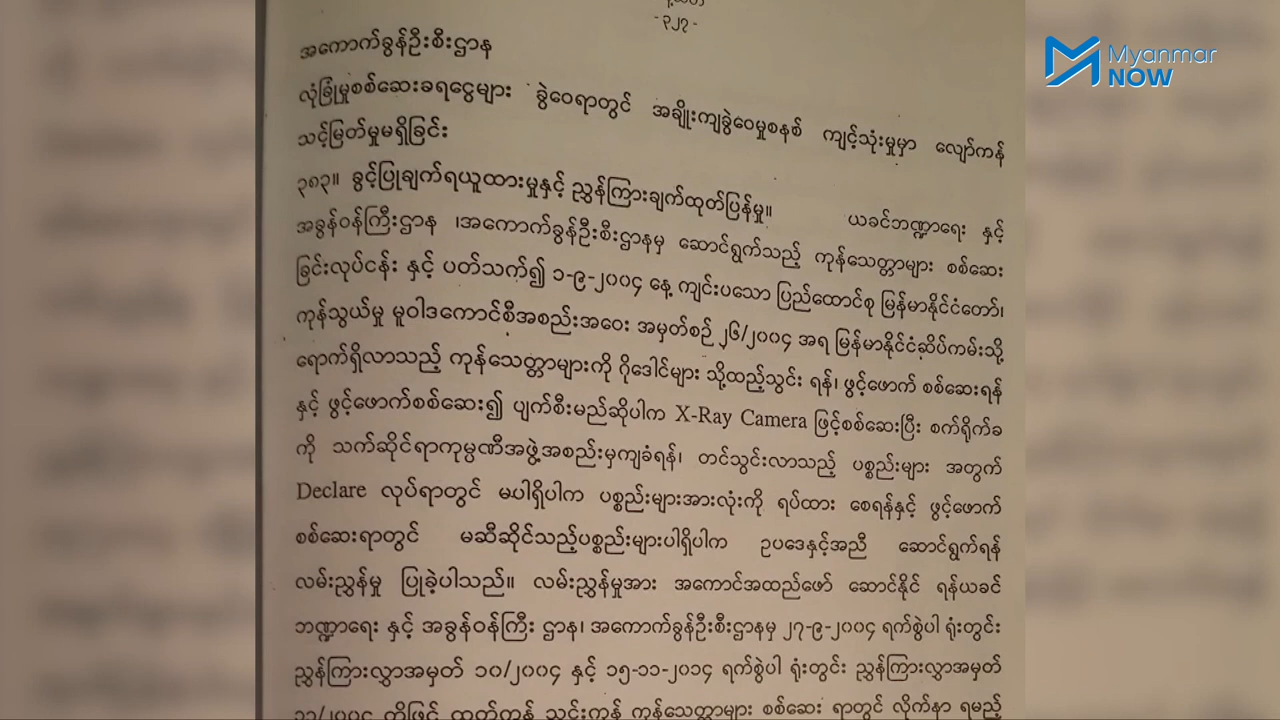 - ၃၂၇ -
Myanmar
NOW
အကောက်ခွန်ဦးစီးဌာန
လုံခြုံမှုစစ်ဆေးခရငွေများ ခွဲဝေရာတွင် အချိုးကျခွဲဝေမှုစနစ် ကျင့်သုံးမှုမှာ လျော်ကန်
သင့်မြတ်မှုမရှိခြင်း
၃၈၃။ ခွင့်ပြုချက်ရယူထားမှုနှင့် ညွှန်ကြားချက်ထုတ်ပြန်မှု။ ယခင်ဘဏ္ဍာရေး နှင့်
အခွန်ဝန်ကြီးဌာန ၊အကောက်ခွန်ဦးစီးဌာနမှ ဆောင်ရွက်သည့် ကုန်သေတ္တာများ စစ်ဆေး
ခြင်းလုပ်ငန်း နှင့် ပတ်သက်၍ ၁-၉-၂၀၀၄ နေ့ ကျင်းပသော ပြည်ထောင်စု မြန်မာနိုင်ငံတော်၊
ကုန်သွယ်မှု မူဝါဒကောင်စီအစည်းအဝေး အမှတ်စဉ် ၂၆/၂၀၀၄ အရ မြန်မာနိုင်ငံဆိပ်ကမ်းသို့
ရောက်ရှိလာသည့် ကုန်သေတ္တာများကို ဂိုဒေါင်များ သို့ထည့်သွင်း ရန်၊ ဖွင့်ဖောက် စစ်ဆေးရန်
နှင့် ဖွင့်ဖောက်စစ်ဆေး၍ ပျက်စီးမည်ဆိုပါက X-Ray Camera ဖြင့်စစ်ဆေးပြီး စက်ရိုက်ခ
ကို သက်ဆိုင်ရာကုမ္ပဏီအဖွဲ့အစည်းမှကျခံရန်၊ တင်သွင်းလာသည့် ပစ္စည်းများ အတွက်
Declare လုပ်ရာတွင် မပါရှိပါက ပစ္စည်းများအားလုံးကို ရပ်ထား စေရန်နှင့် ဖွင့်ဖောက်
စစ်ဆေးရာတွင် မဆီဆိုင်သည့်ပစ္စည်းများပါရှိပါက ဥပဒေနှင့်အညီ ဆောင်ရွက်ရန်
လမ်းညွှန်မှု ပြုခဲ့ပါသည်။ လမ်းညွှန်မှုအား အကောင်အထည်ဖော် ဆောင်နိုင် ရန်ယခင်
ဘဏ္ဍာရေး နှင့် အခွန်ဝန်ကြီး ဌာန၊ အကောက်ခွန်ဦးစီးဌာနမှ ၂၇-၉-၂၀၀၄ ရက်စွဲပါ ရုံးတွင်း
ညွှန်ကြားလွှာအမှတ် ၁၀/၂၀၀၄ နှင့် ၁၅-၁၁-၂၀၁၄ ရက်စွဲပါ ရုံးတွင်း ညွှန်ကြားလွှာအမှတ်
ကုန်သေတ္တာများ စစ်ဆေး ရာတွင် လိုက်နာ ရမည့်